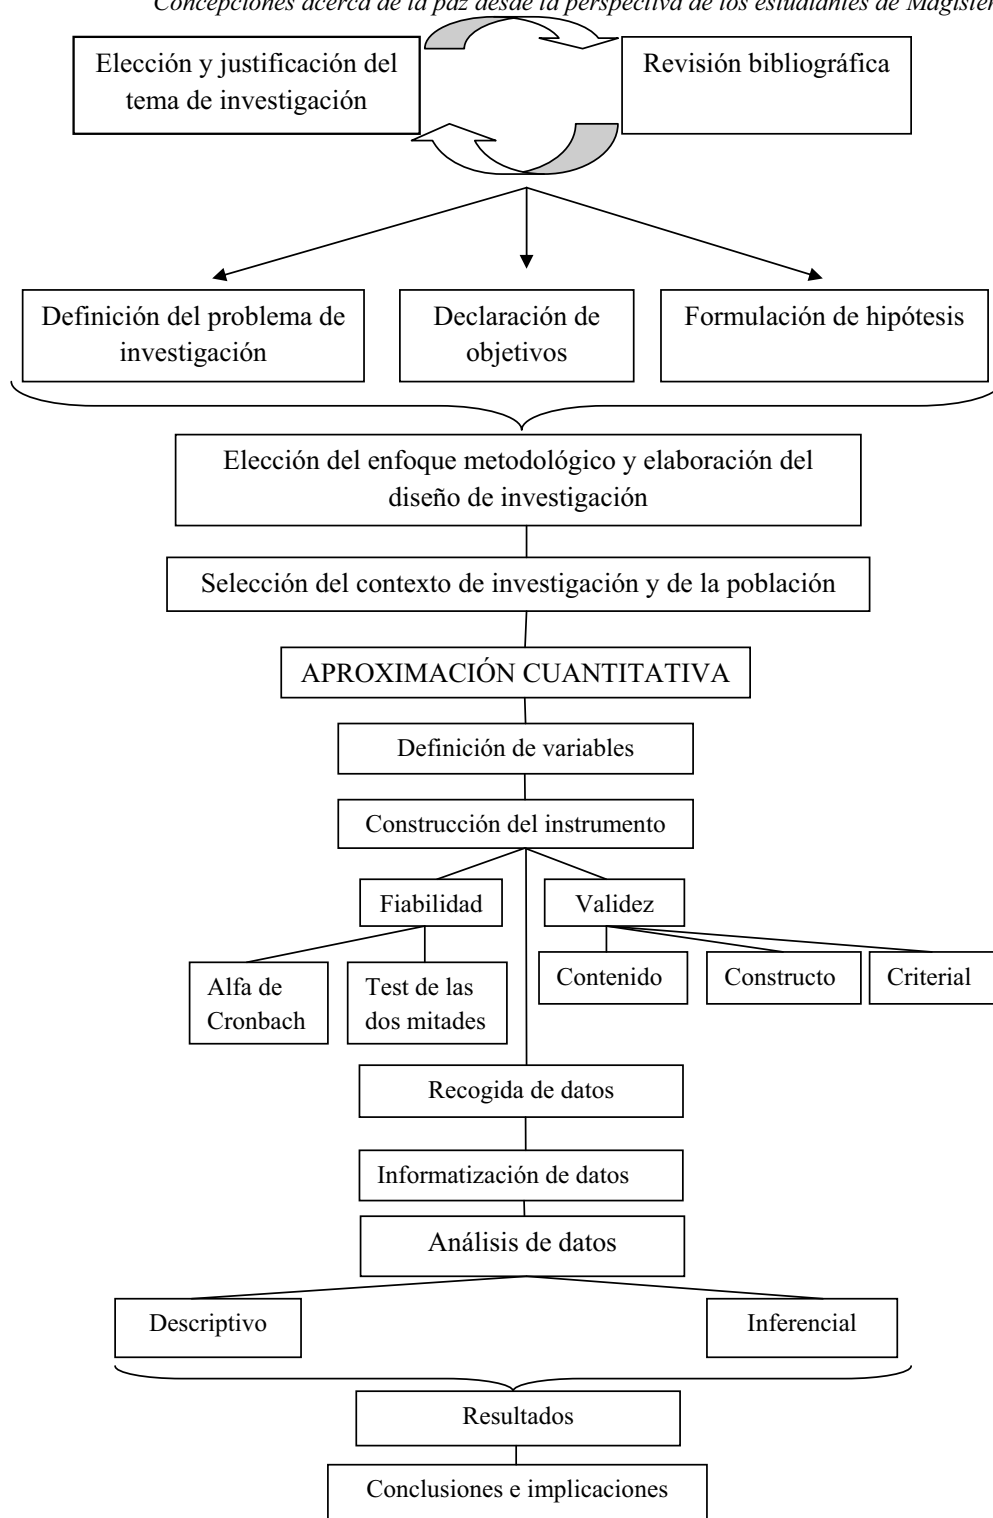 Concepciones acerca de la paz desde la perspectiva de los estudiantes de
Elección y justificación del
tema de investigación
Revisión bibliográfica
Definición del problema de
investigación
Declaración de
objetivos
Formulación de hipótesis
Elección del enfoque metodológico y elaboración del
diseño de investigación
Selección del contexto de investigación y de la población
APROXIMACIÓN CUANTITATIVA
Definición de variables
Construcción del instrumento
Fiabilidad
Validez
Alfa de
Cronbach
Test de las
dos mitades
Contenido
Constructo
Criterial
Recogida de datos
Informatización de datos
Análisis de datos
Descriptivo
Inferencial
Resultados
Conclusiones e implicaciones